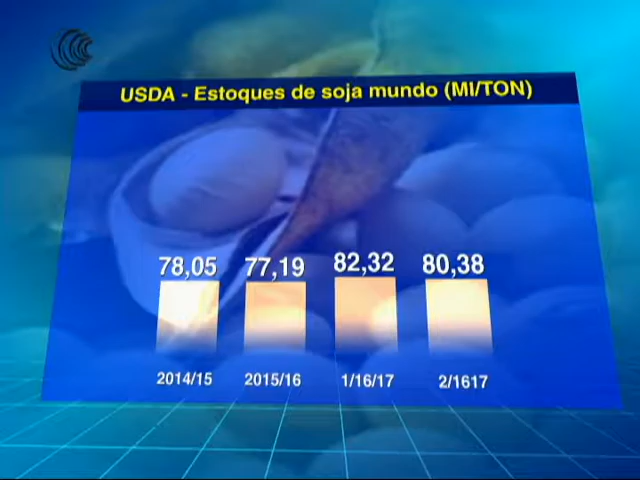 USDA - Estoques de soja mundo (MI/TON)
78,05 77,19 82,32 80,38
2014/15 2015/16 1/16/17 2/1617